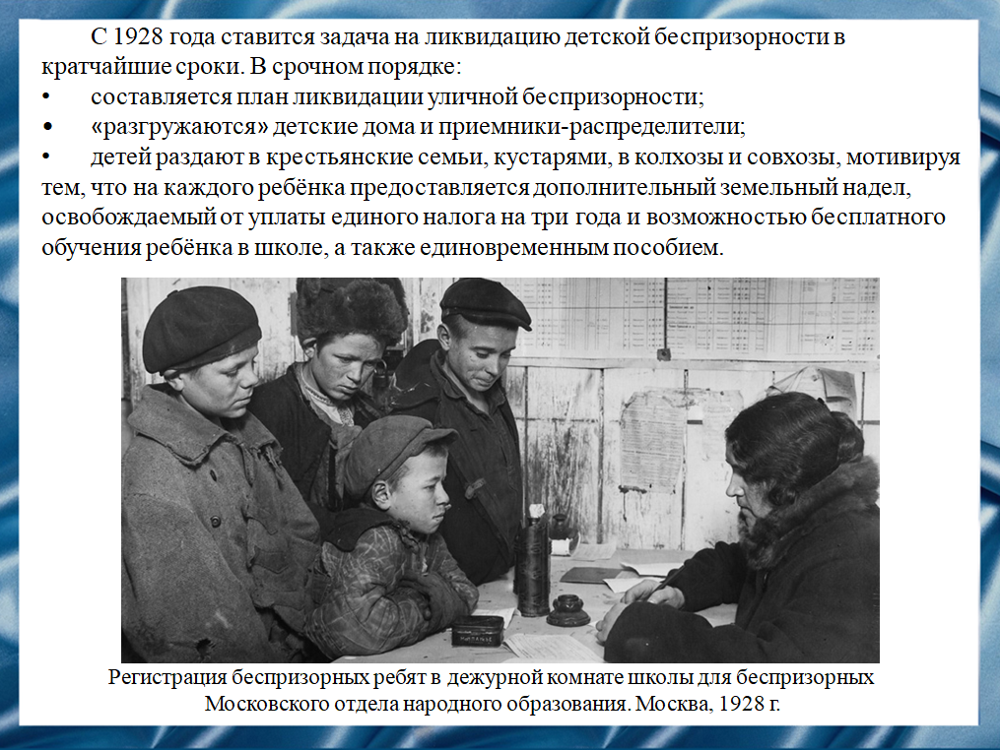 С 1928 года ставится задача на ликвидацию детской беспризорности в
кратчайшие сроки. В срочном порядке:
• составляется план ликвидации уличной беспризорности;
• «разгружаются» детские дома и приемники-распределители;
• детей раздают в крестьянские семьи, кустарями, в колхозы и совхозы, мотивируя
тем, что на каждого ребёнка предоставляется дополнительный земельный надел,
освобождаемый от уплаты единого налога на три года и возможностью бесплатного
обучения ребёнка в школе, а также единовременным пособием.
Регистрация беспризорных ребят в дежурной комнате школы для беспризорных
Московского отдела народного образования. Москва, 1928 г.